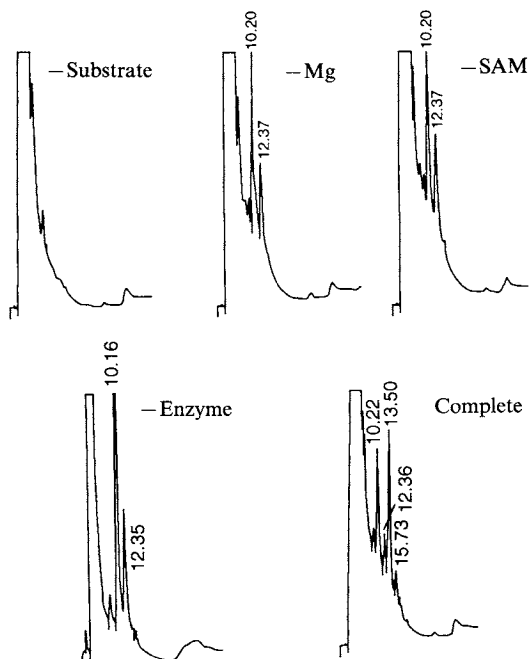 –Substrate
10.20
12.37
–Mg
10.20
12.37
–SAM
10.16
12.35
–Enzyme
10.22
13.50
12.36
15.73
Complete